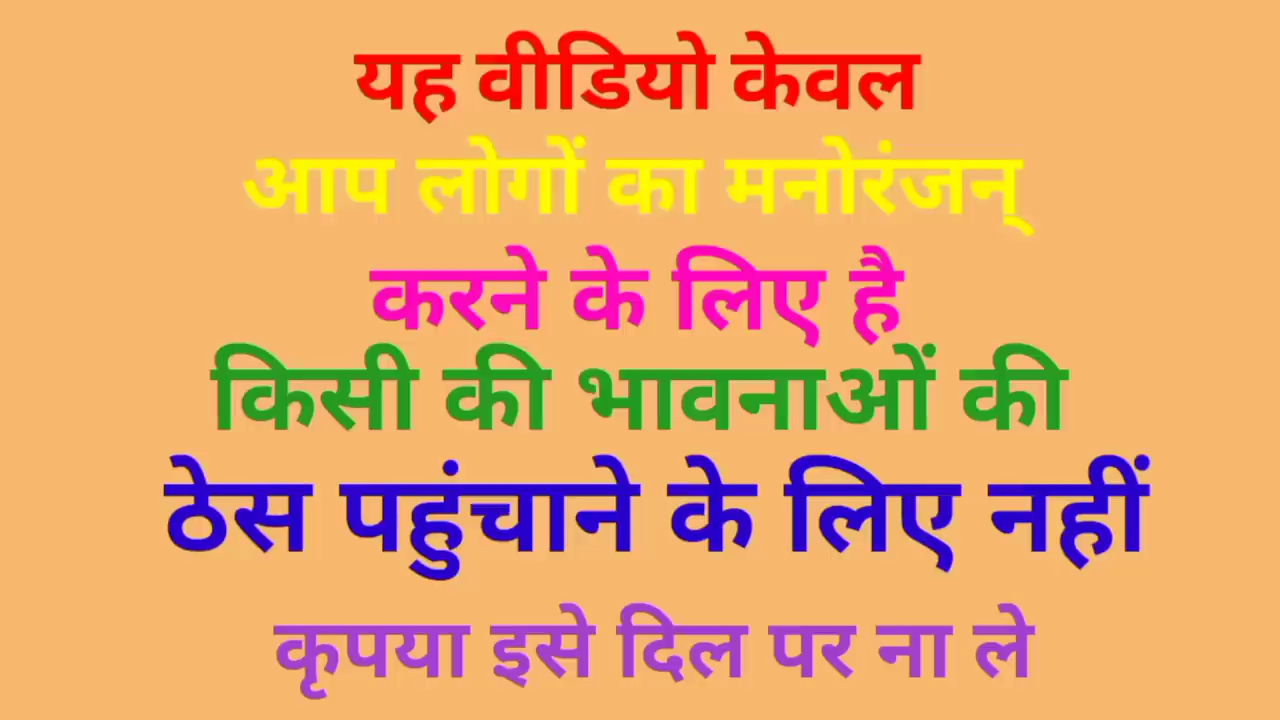 यह वीडियो केवल
आप लोगों का मनोरंजन्
करने के लिए है
किसी की भावनाओं की
ठेस पहुंचाने के लिए नहीं
कृपया इसे दिल पर ना ले